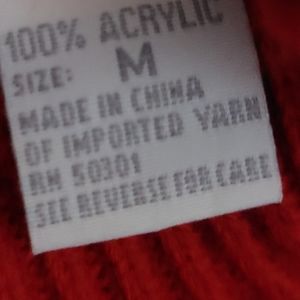 100% ACRYLIC
SIZE: M
MADE IN CHINA
OF IMPORTED YARN
RN 50301
SEE REVERSE FOR CARE